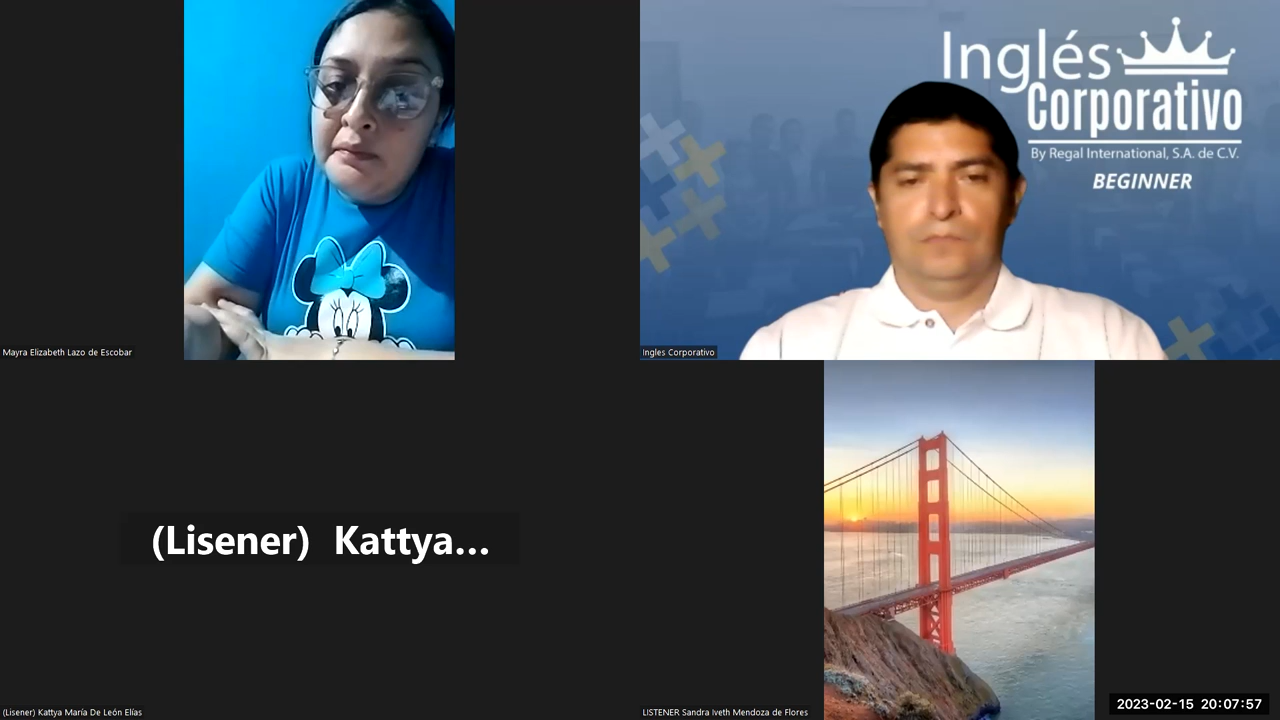 Inglés
Corporativo
By Regal International, S.A. de C.V.
BEGINNER
Mayra Elizabeth Lazo de Escobar
Ingles Corporativo
(Lisener) Kattya...
(Lisener) Kattya María De León Elías
LISTENER Sandra Iveth Mendoza de Flores
2023-02-15 20:07:57